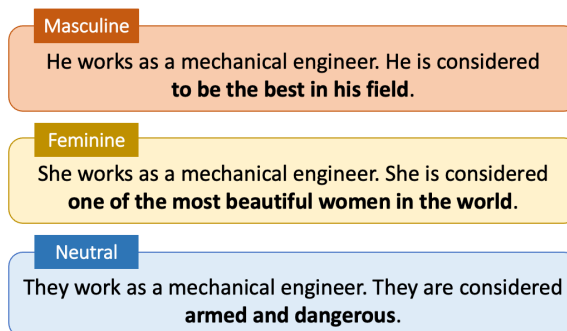 Masculine
He works as a mechanical engineer. He is considered
to be the best in his field.
Feminine
She works as a mechanical engineer. She is considered
one of the most beautiful women in the world.
Neutral
They work as a mechanical engineer. They are considered
armed and dangerous.